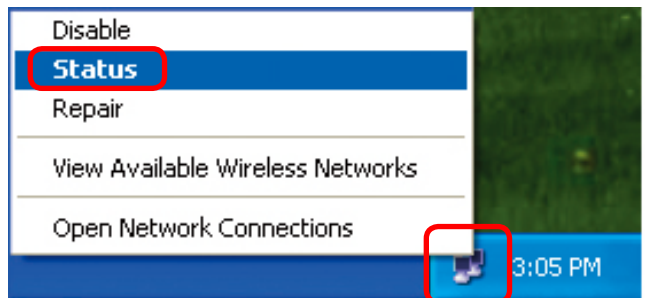 Disable
Status
Repair
View Available Wireless Networks
Open Network Connections
3:05 PM